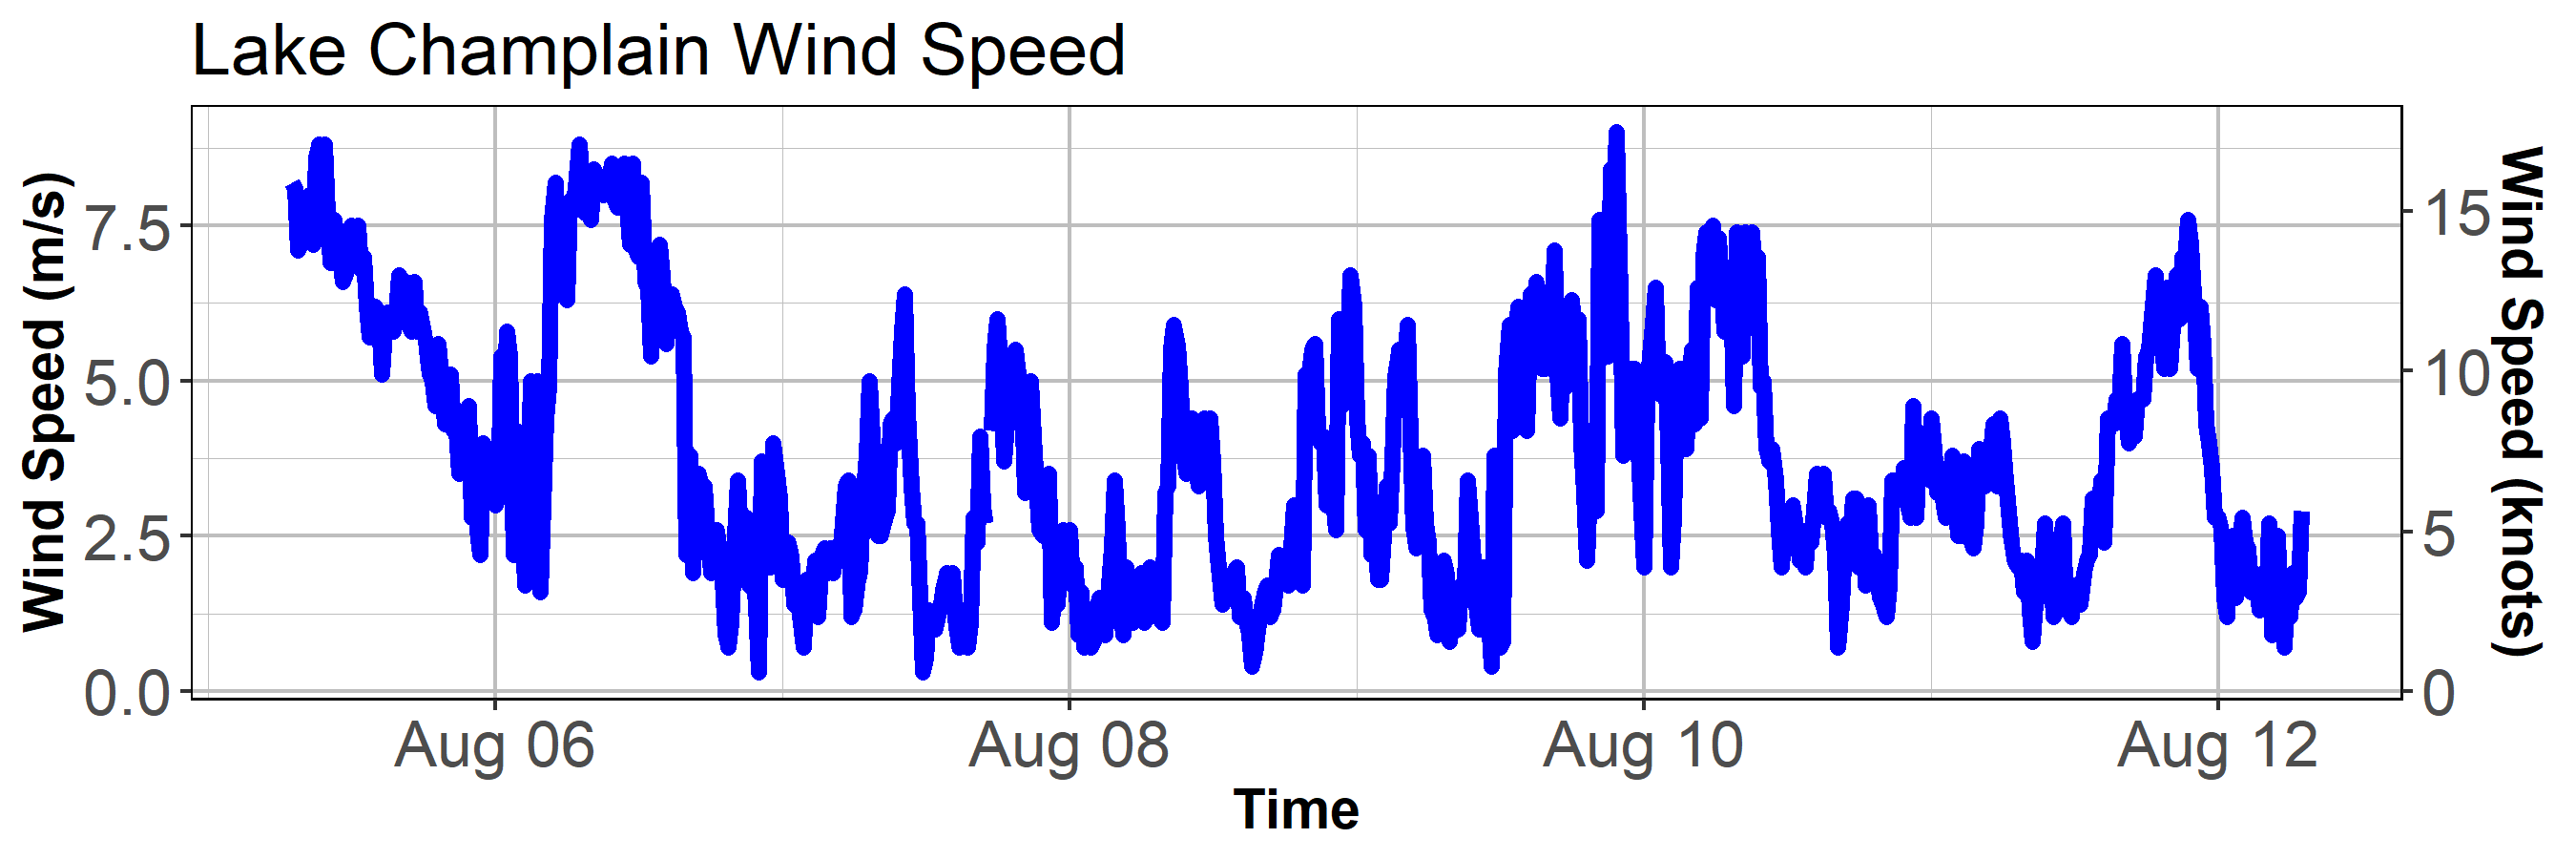 Lake Champlain Wind Speed
Wind Speed (m/s)
7.5
5.0
2.5
0.0
15
10
5
0
Wind Speed (knots)
Aug 06
Aug 08
Aug 10
Aug 12
Time